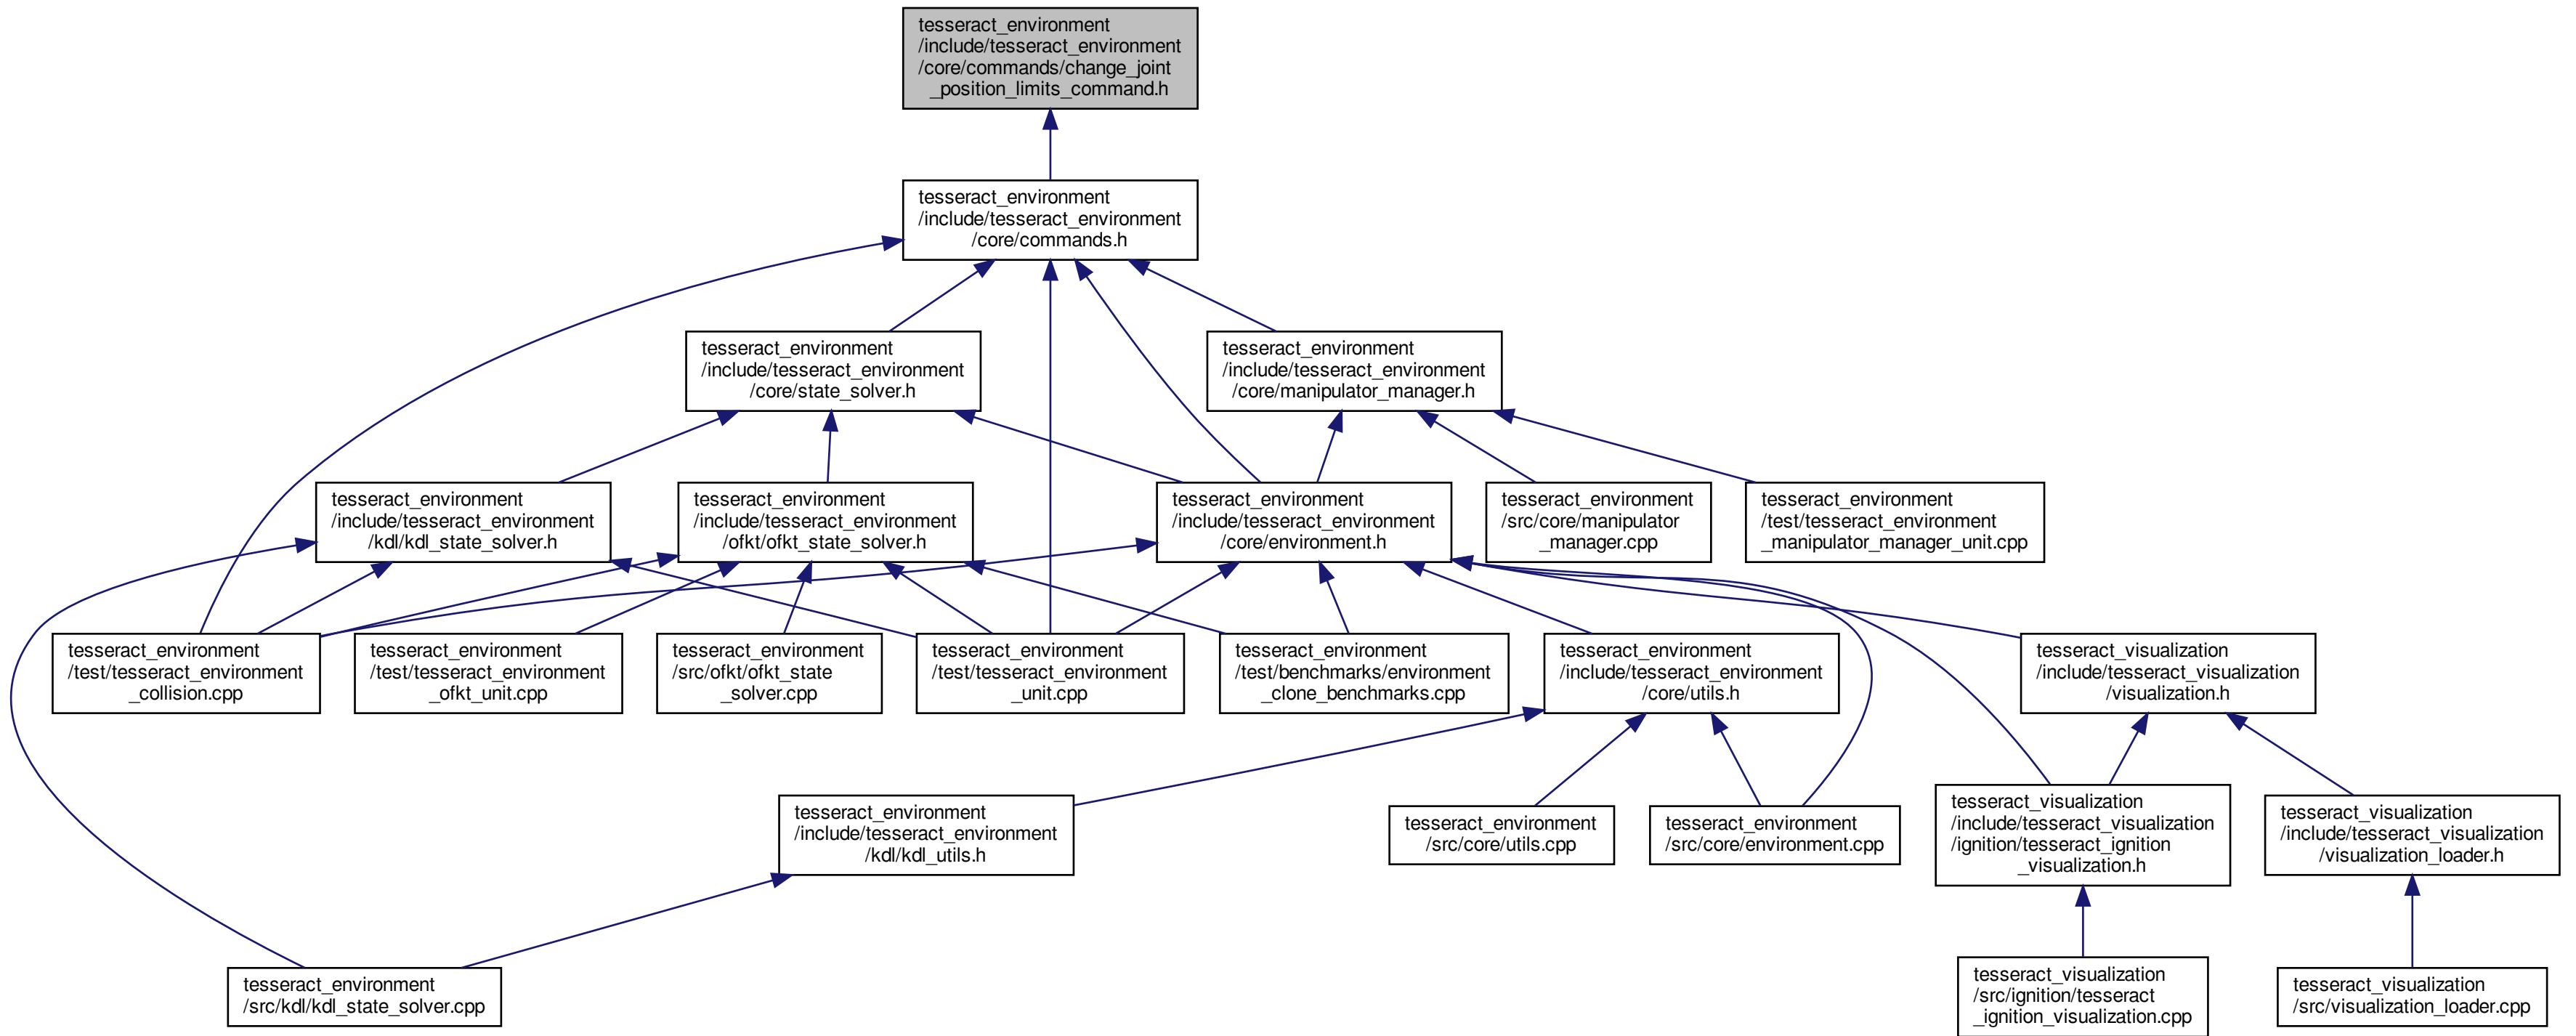 tesseract_environment
/include/tesseract_environment
/core/commands/change_joint
_position_limits_command.h
tesseract_environment
/include/tesseract_environment
/core/commands.h
tesseract_environment
/include/tesseract_environment
/core/state_solver.h
tesseract_environment
/include/tesseract_environment
/core/manipulator_manager.h
tesseract_environment
/include/tesseract_environment
/kdl/kdl_state_solver.h
tesseract_environment
/include/tesseract_environment
/ofkt/ofkt_state_solver.h
tesseract_environment
/include/tesseract_environment
/core/environment.h
tesseract_environment
/src/core/manipulator
_manager.cpp
tesseract_environment
/test/tesseract_environment
_manipulator_manager_unit.cpp
tesseract_environment
/test/tesseract_environment
_collision.cpp
tesseract_environment
/test/tesseract_environment
_ofkt_unit.cpp
tesseract_environment
/src/ofkt/ofkt_state
_solver.cpp
tesseract_environment
/test/tesseract_environment
_unit.cpp
tesseract_environment
/test/benchmarks/environment
_clone_benchmarks.cpp
tesseract_environment
/include/tesseract_environment
/core/utils.h
tesseract_visualization
/include/tesseract_visualization
/visualization.h
tesseract_environment
/include/tesseract_environment
/kdl/kdl_utils.h
tesseract_environment
/src/core/utils.cpp
tesseract_environment
/src/core/environment.cpp
tesseract_visualization
/include/tesseract_visualization
/ignition/tesseract_ignition
_visualization.h
tesseract_visualization
/include/tesseract_visualization
/visualization_loader.h
tesseract_environment
/src/kdl/kdl_state_solver.cpp
tesseract_visualization
/src/ignition/tesseract
_ignition_visualization.cpp
tesseract_visualization
/src/visualization_loader.cpp